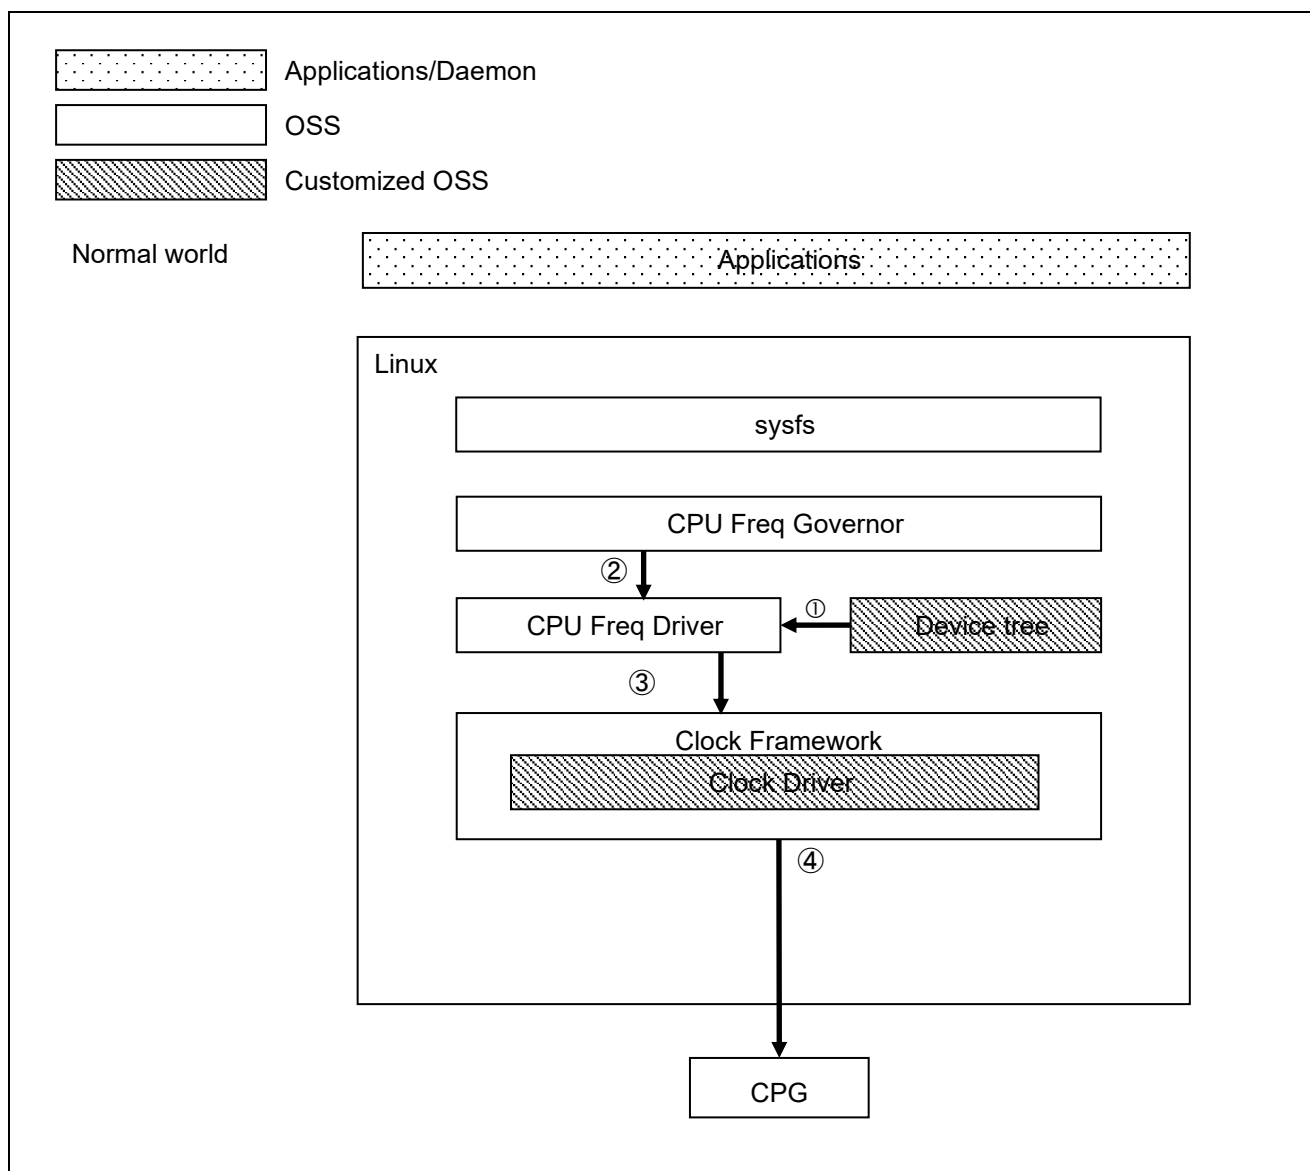 Applications/Daemon
OSS
Customized OSS
Normal world
Applications
Linux
sysfs
CPU Freq Governor
②
CPU Freq Driver
①
Device tree
③
Clock Framework
Clock Driver
④
CPG